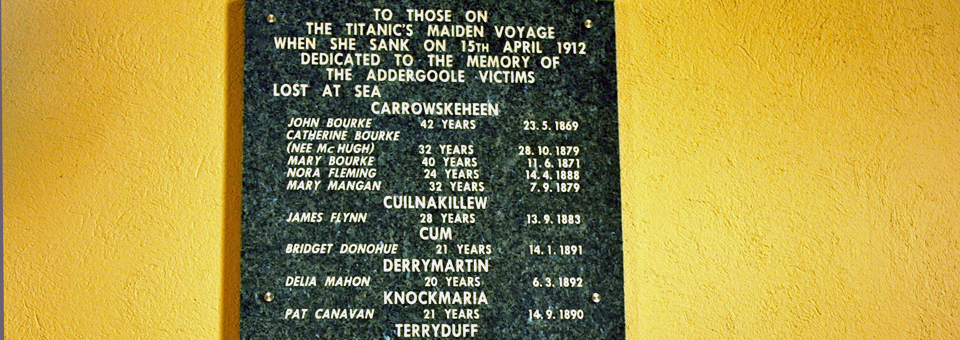 TO THOSE ON
THE TITANIC'S MAIDEN VOYAGE
WHEN SHE SANK ON 15TH APRIL 1912
DEDICATED TO THE MEMORY OF
THE ADDERGOOLE VICTIMS
LOST AT SEA
CARROWSKEHEEN
JOHN BOURKE 42 YEARS 23.5.1869
CATHERINE BOURKE
(NEE McHUGH) 32 YEARS 28.10.1879
MARY BOURKE 40 YEARS 11.6.1871
NORA FLEMING 24 YEARS 14.4.1888
MARY MANGAN 32 YEARS 7.9.1879
CUILNAKILLEW
JAMES FLYNN 28 YEARS 13.9.1883
CUM
BRIDGET DONOHUE 21 YEARS 14.1.1891
DERRYMARTIN
DELIA MAHON 20 YEARS 6.3.1892
KNOCKMARIA
PAT CANAVAN 21 YEARS 14.9.1890
TERRYDUFF